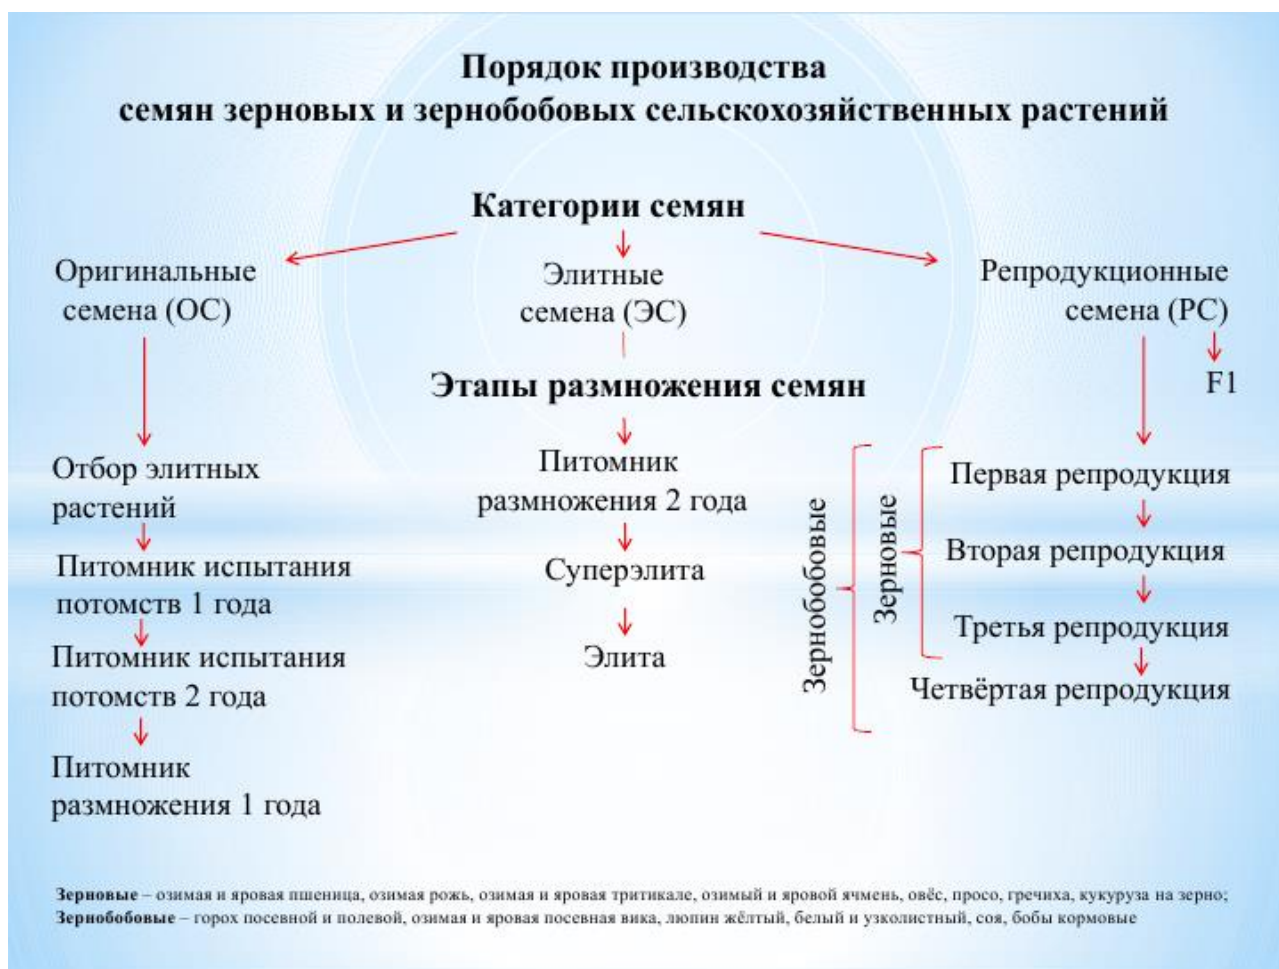 Порядок производства
семян зерновых и зернобобовых сельскохозяйственных растений
Категории семян
Оригинальные
семена (ОС)
Элитные
семена (ЭС)
Репродукционные
семена (РС)
F1
Этапы размножения семян
Отбор элитных
растений
Питомник испытания
потомств 1 года
Питомник испытания
потомств 2 года
Питомник
размножения 1 года
Питомник
размножения 2 года
Суперэлита
Элита
Зернобобовые
Зерновые
Первая репродукция
Вторая репродукция
Третья репродукция
Четвёртая репродукция
Зерновые – озимая и яровая пшеница, озимая рожь, озимая и яровая тритикале, озимый и яровой ячмень, овёс, просо, гречиха, кукуруза на зерно;
Зернобобовые – горох посевной и полевой, озимая и яровая посевная вика, люпин жёлтый, белый и узколистный, соя, бобы кормовые